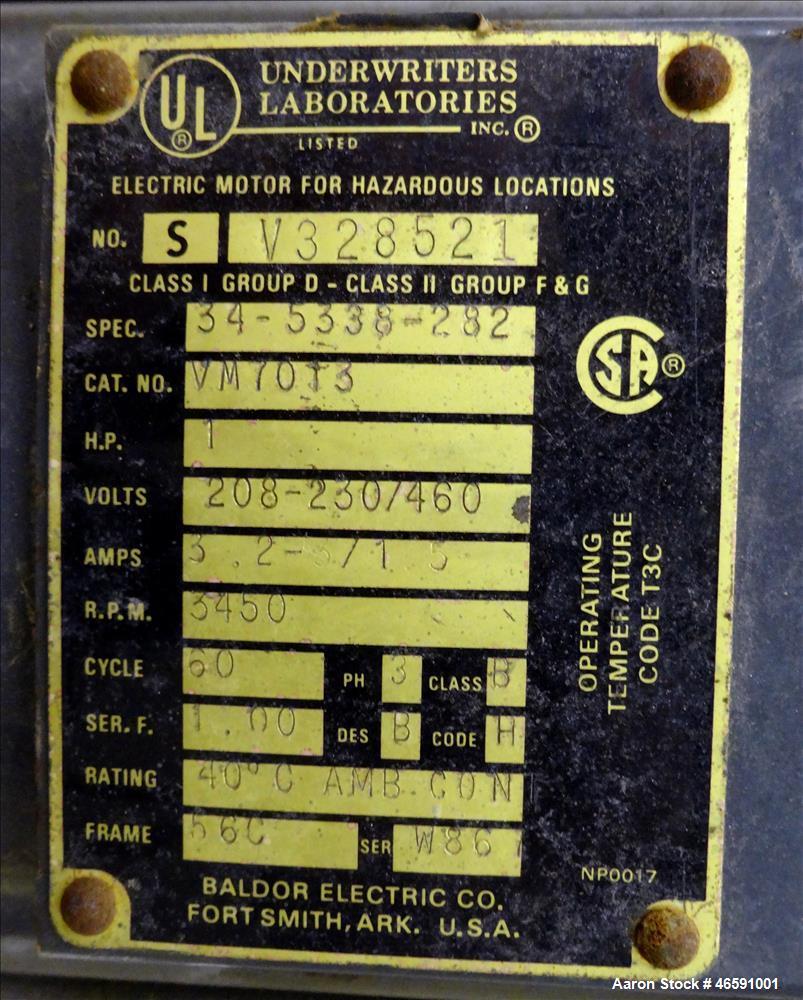 UL ® UNDERWRITERS
LABORATORIES
INC. ®
LISTED
ELECTRIC MOTOR FOR HAZARDOUS LOCATIONS
NO. S V328521
CLASS I GROUP D - CLASS II GROUP F & G
SPEC. 34-5338-282
CSA ®
CAT. NO. VM7013
H.P. 1
VOLTS 208-230/460
AMPS 3.2-3/1.5
R.P.M. 3450
CYCLE 60 PH 3 CLASS B
SER. F. 1.00 DES B CODE H
RATING 40°C AMB-CONT
FRAME 56C SER W86
OPERATING
TEMPERATURE
CODE T3C
NP0017
BALDOR ELECTRIC CO.
FORT SMITH, ARK. U.S.A.
Aaron Stock # 46591001